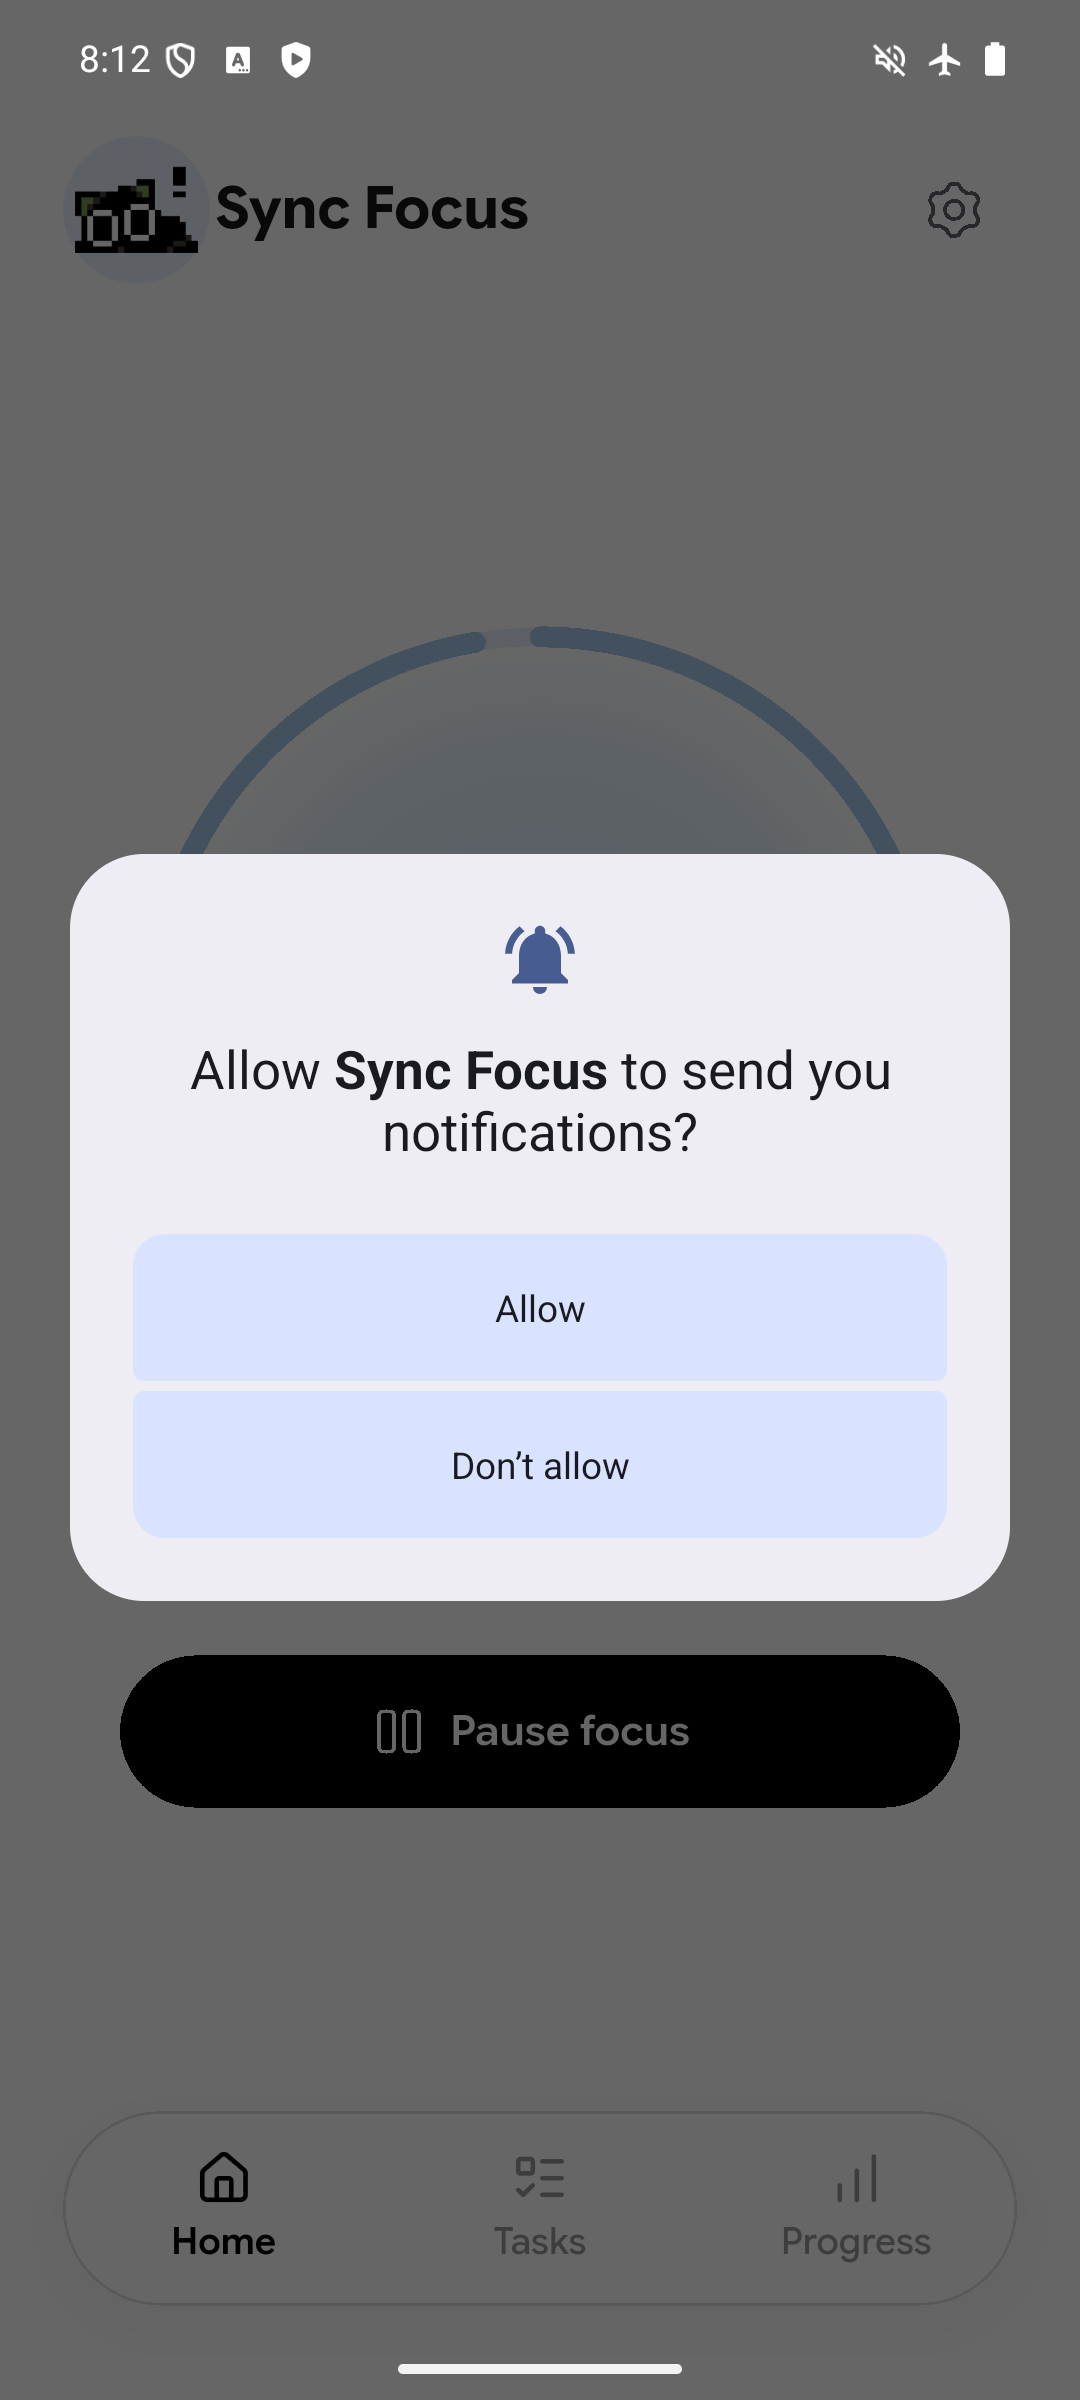 8:12
Sync Focus
Allow Sync Focus to send you
notifications?
Allow
Don’t allow
Pause focus
Home
Tasks
Progress